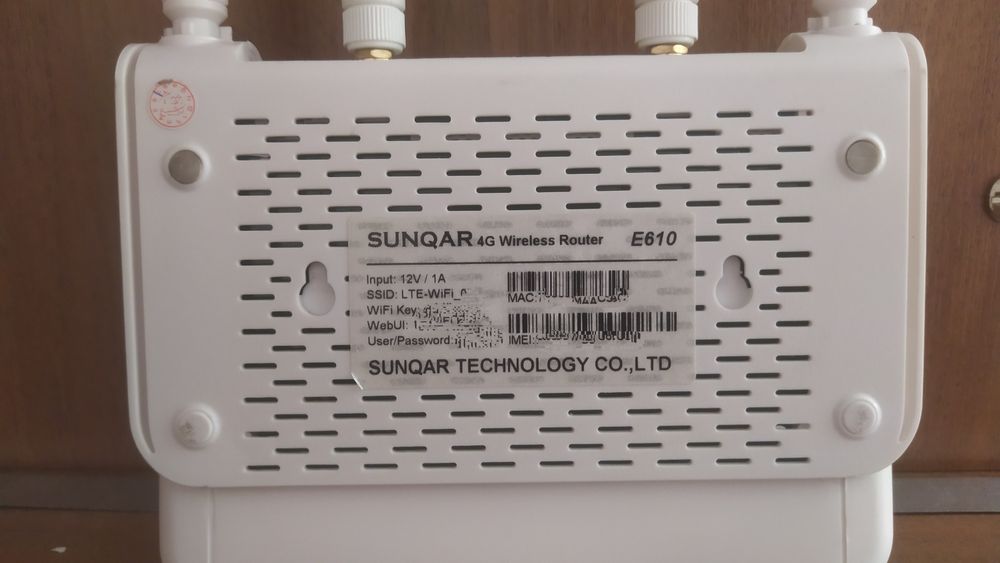 SUNQAR 4G Wireless Router E610
Input: 12V / 1A
SSID: LTE-WiFi_
WiFi Key:
WebUI: 1
User/Password:
MAC:
IMEI:
SUNQAR TECHNOLOGY CO.,LTD